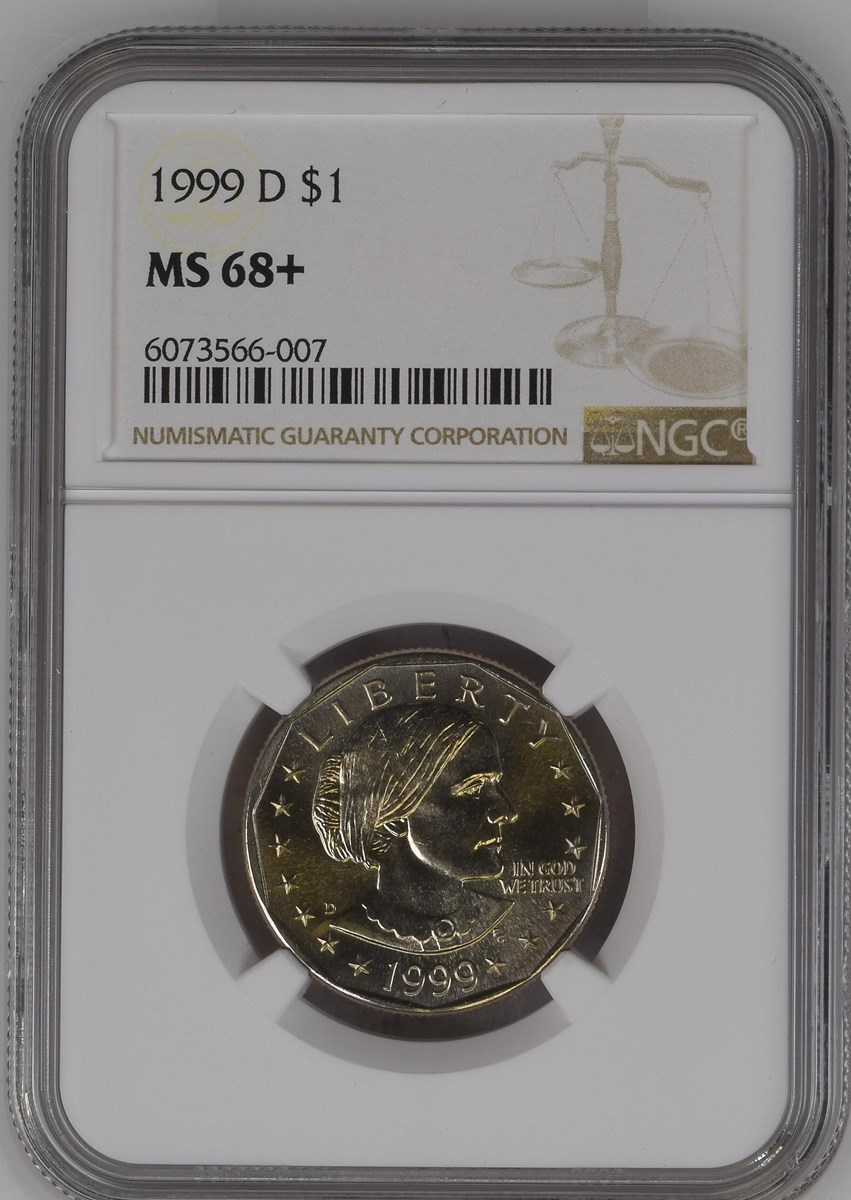 1999 D $1
MS 68+
6073566-007
NUMISMATIC GUARANTY CORPORATION
NGC®
LIBERTY
IN GOD
WE TRUST
D
1999